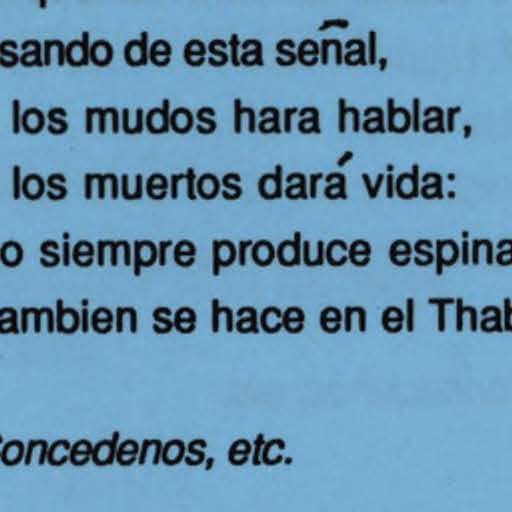 sando de esta señal,
los mudos hara hablar,
los muertos dará vida:
o siempre produce espina
ambien se hace en el Thab
oncedenos, etc.